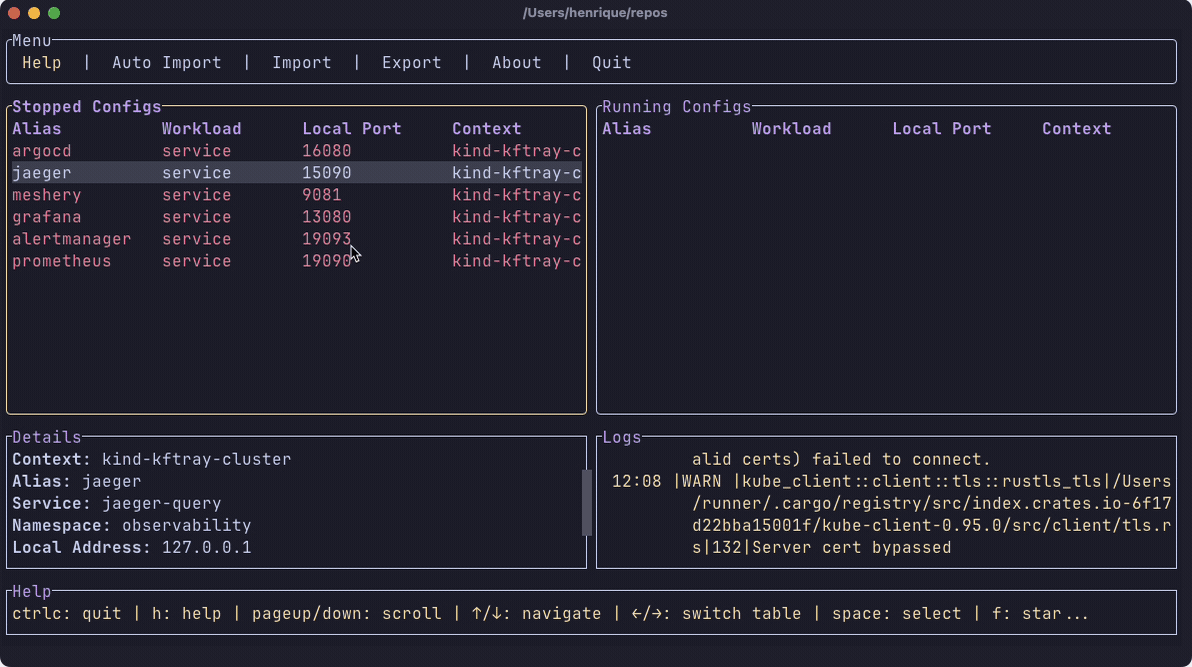 /Users/henrique/repos
Menu
Help | Auto Import | Import | Export | About | Quit
Stopped Configs
Alias Workload Local Port Context
argocd service 16080 kind-kftray-c
jaeger service 15090 kind-kftray-c
meshery service 9081 kind-kftray-c
grafana service 13080 kind-kftray-c
alertmanager service 19093 kind-kftray-c
prometheus service 19090 kind-kftray-c
Running Configs
Alias Workload Local Port Context
Details
Context: kind-kftray-cluster
Alias: jaeger
Service: jaeger-query
Namespace: observability
Local Address: 127.0.0.1
Logs
alid certs) failed to connect.
12:08 |WARN |kube_client::client::tls::rustls_tls|/Users
/runner/.cargo/registry/src/index.crates.io-6f17
d22bba15001f/kube-client-0.95.0/src/client/tls.r
s|132|Server cert bypassed
Help
ctrlc: quit | h: help | pageup/down: scroll | ↑/↓: navigate | ←/→: switch table | space: select | f: star...